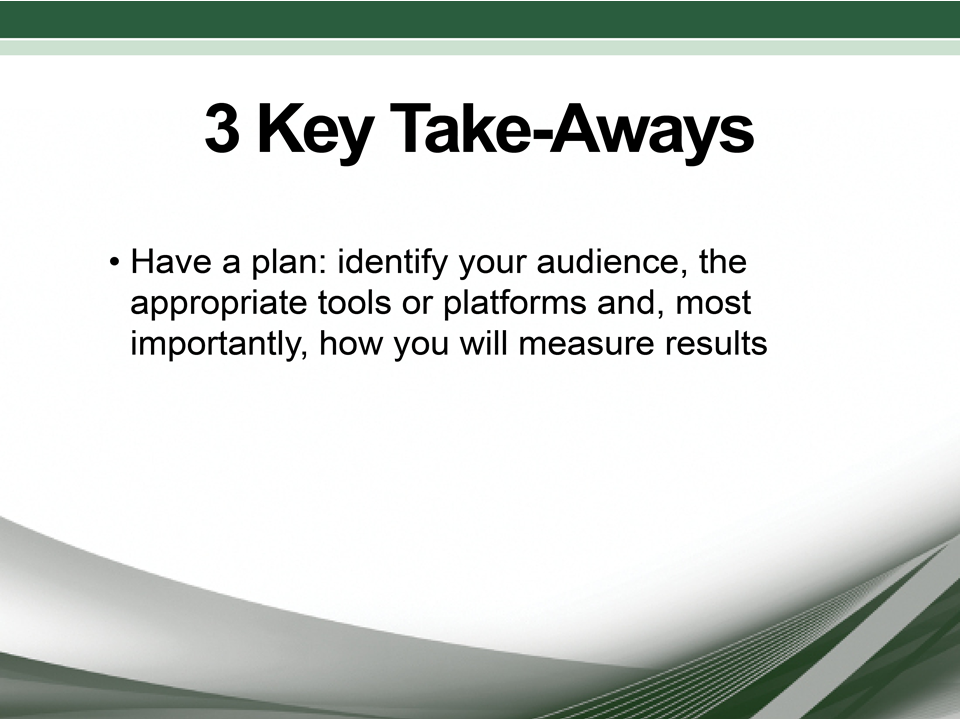 3 Key Take-Aways
• Have a plan: identify your audience, the
appropriate tools or platforms and, most
importantly, how you will measure results